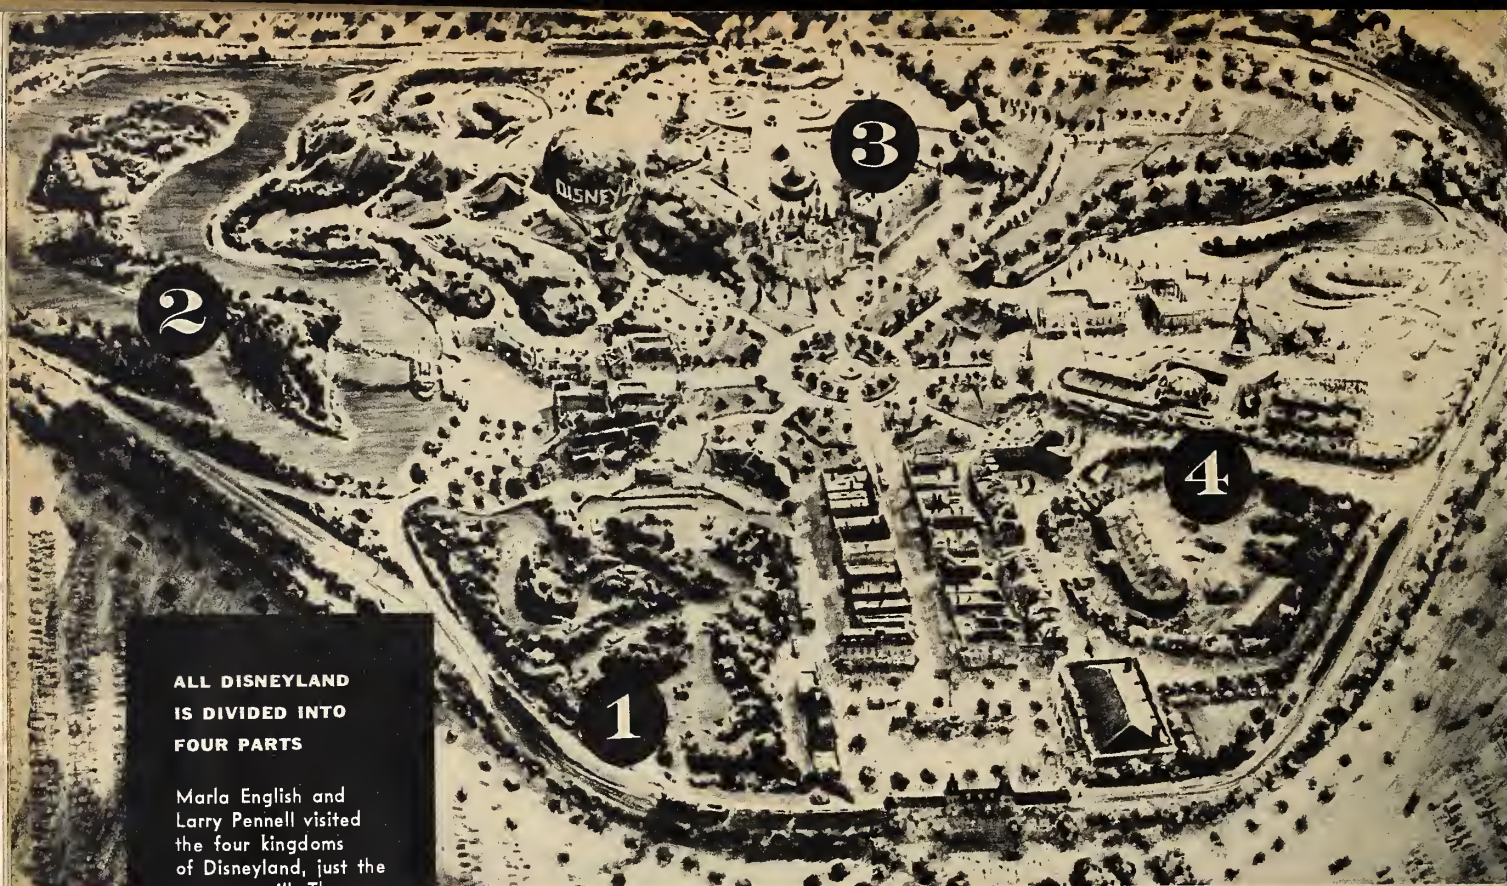 3
DISNEYL
2
4
1
ALL DISNEYLAND
IS DIVIDED INTO
FOUR PARTS
Marla English and
Larry Pennell visited
the four kingdoms
of Disneyland, just the